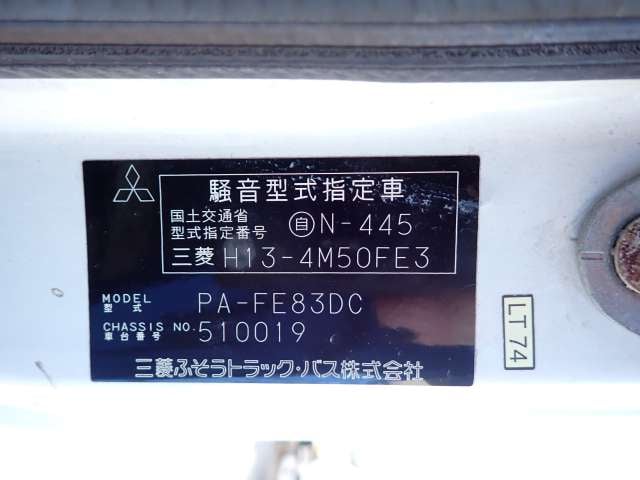 騒音型式指定車
国土交通省
型式指定番号 自N-445
三菱 H13-4M50FE3
MODEL
型式 PA-FE83DC
CHASSIS NO.
車台番号 510019
三菱ふそうトラック・バス株式会社
LT74